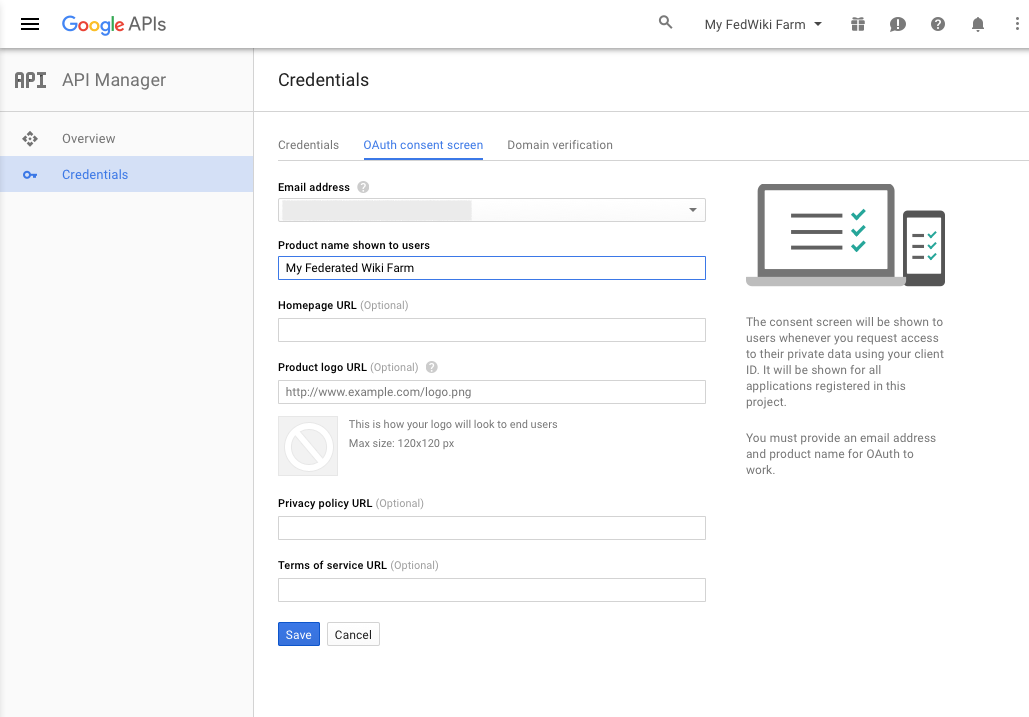 Google APIs
My FedWiki Farm
API API Manager
Credentials
Overview
Credentials
Credentials
OAuth consent screen
Domain verification
Email address
Product name shown to users
My Federated Wiki Farm
Homepage URL (Optional)
Product logo URL (Optional)
http://www.example.com/logo.png
This is how your logo will look to end users
Max size: 120x120 px
Privacy policy URL (Optional)
Terms of service URL (Optional)
Save
Cancel
The consent screen will be shown to
users whenever you request access
to their private data using your client
ID. It will be shown for all
applications registered in this
project.
You must provide an email address
and product name for OAuth to
work.